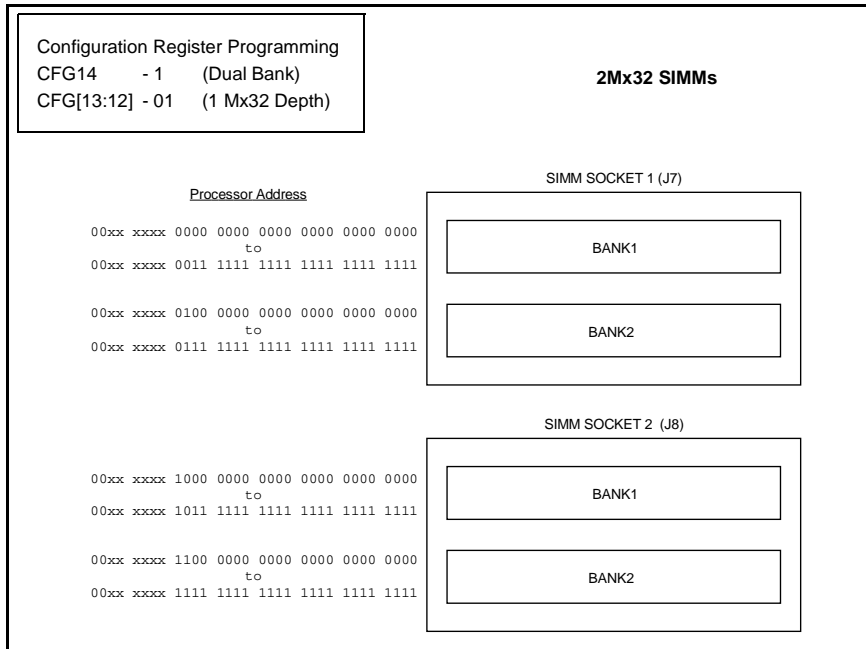 Configuration Register Programming
CFG14 - 1 (Dual Bank)
CFG[13:12] - 01 (1 Mx32 Depth)
2Mx32 SIMMs
Processor Address
SIMM SOCKET 1 (J7)
00xx xxxx 0000 0000 0000 0000 0000 0000
to
00xx xxxx 0011 1111 1111 1111 1111 1111
BANK1
00xx xxxx 0100 0000 0000 0000 0000 0000
to
00xx xxxx 0111 1111 1111 1111 1111 1111
BANK2
SIMM SOCKET 2 (J8)
00xx xxxx 1000 0000 0000 0000 0000 0000
to
00xx xxxx 1011 1111 1111 1111 1111 1111
BANK1
00xx xxxx 1100 0000 0000 0000 0000 0000
to
00xx xxxx 1111 1111 1111 1111 1111 1111
BANK2